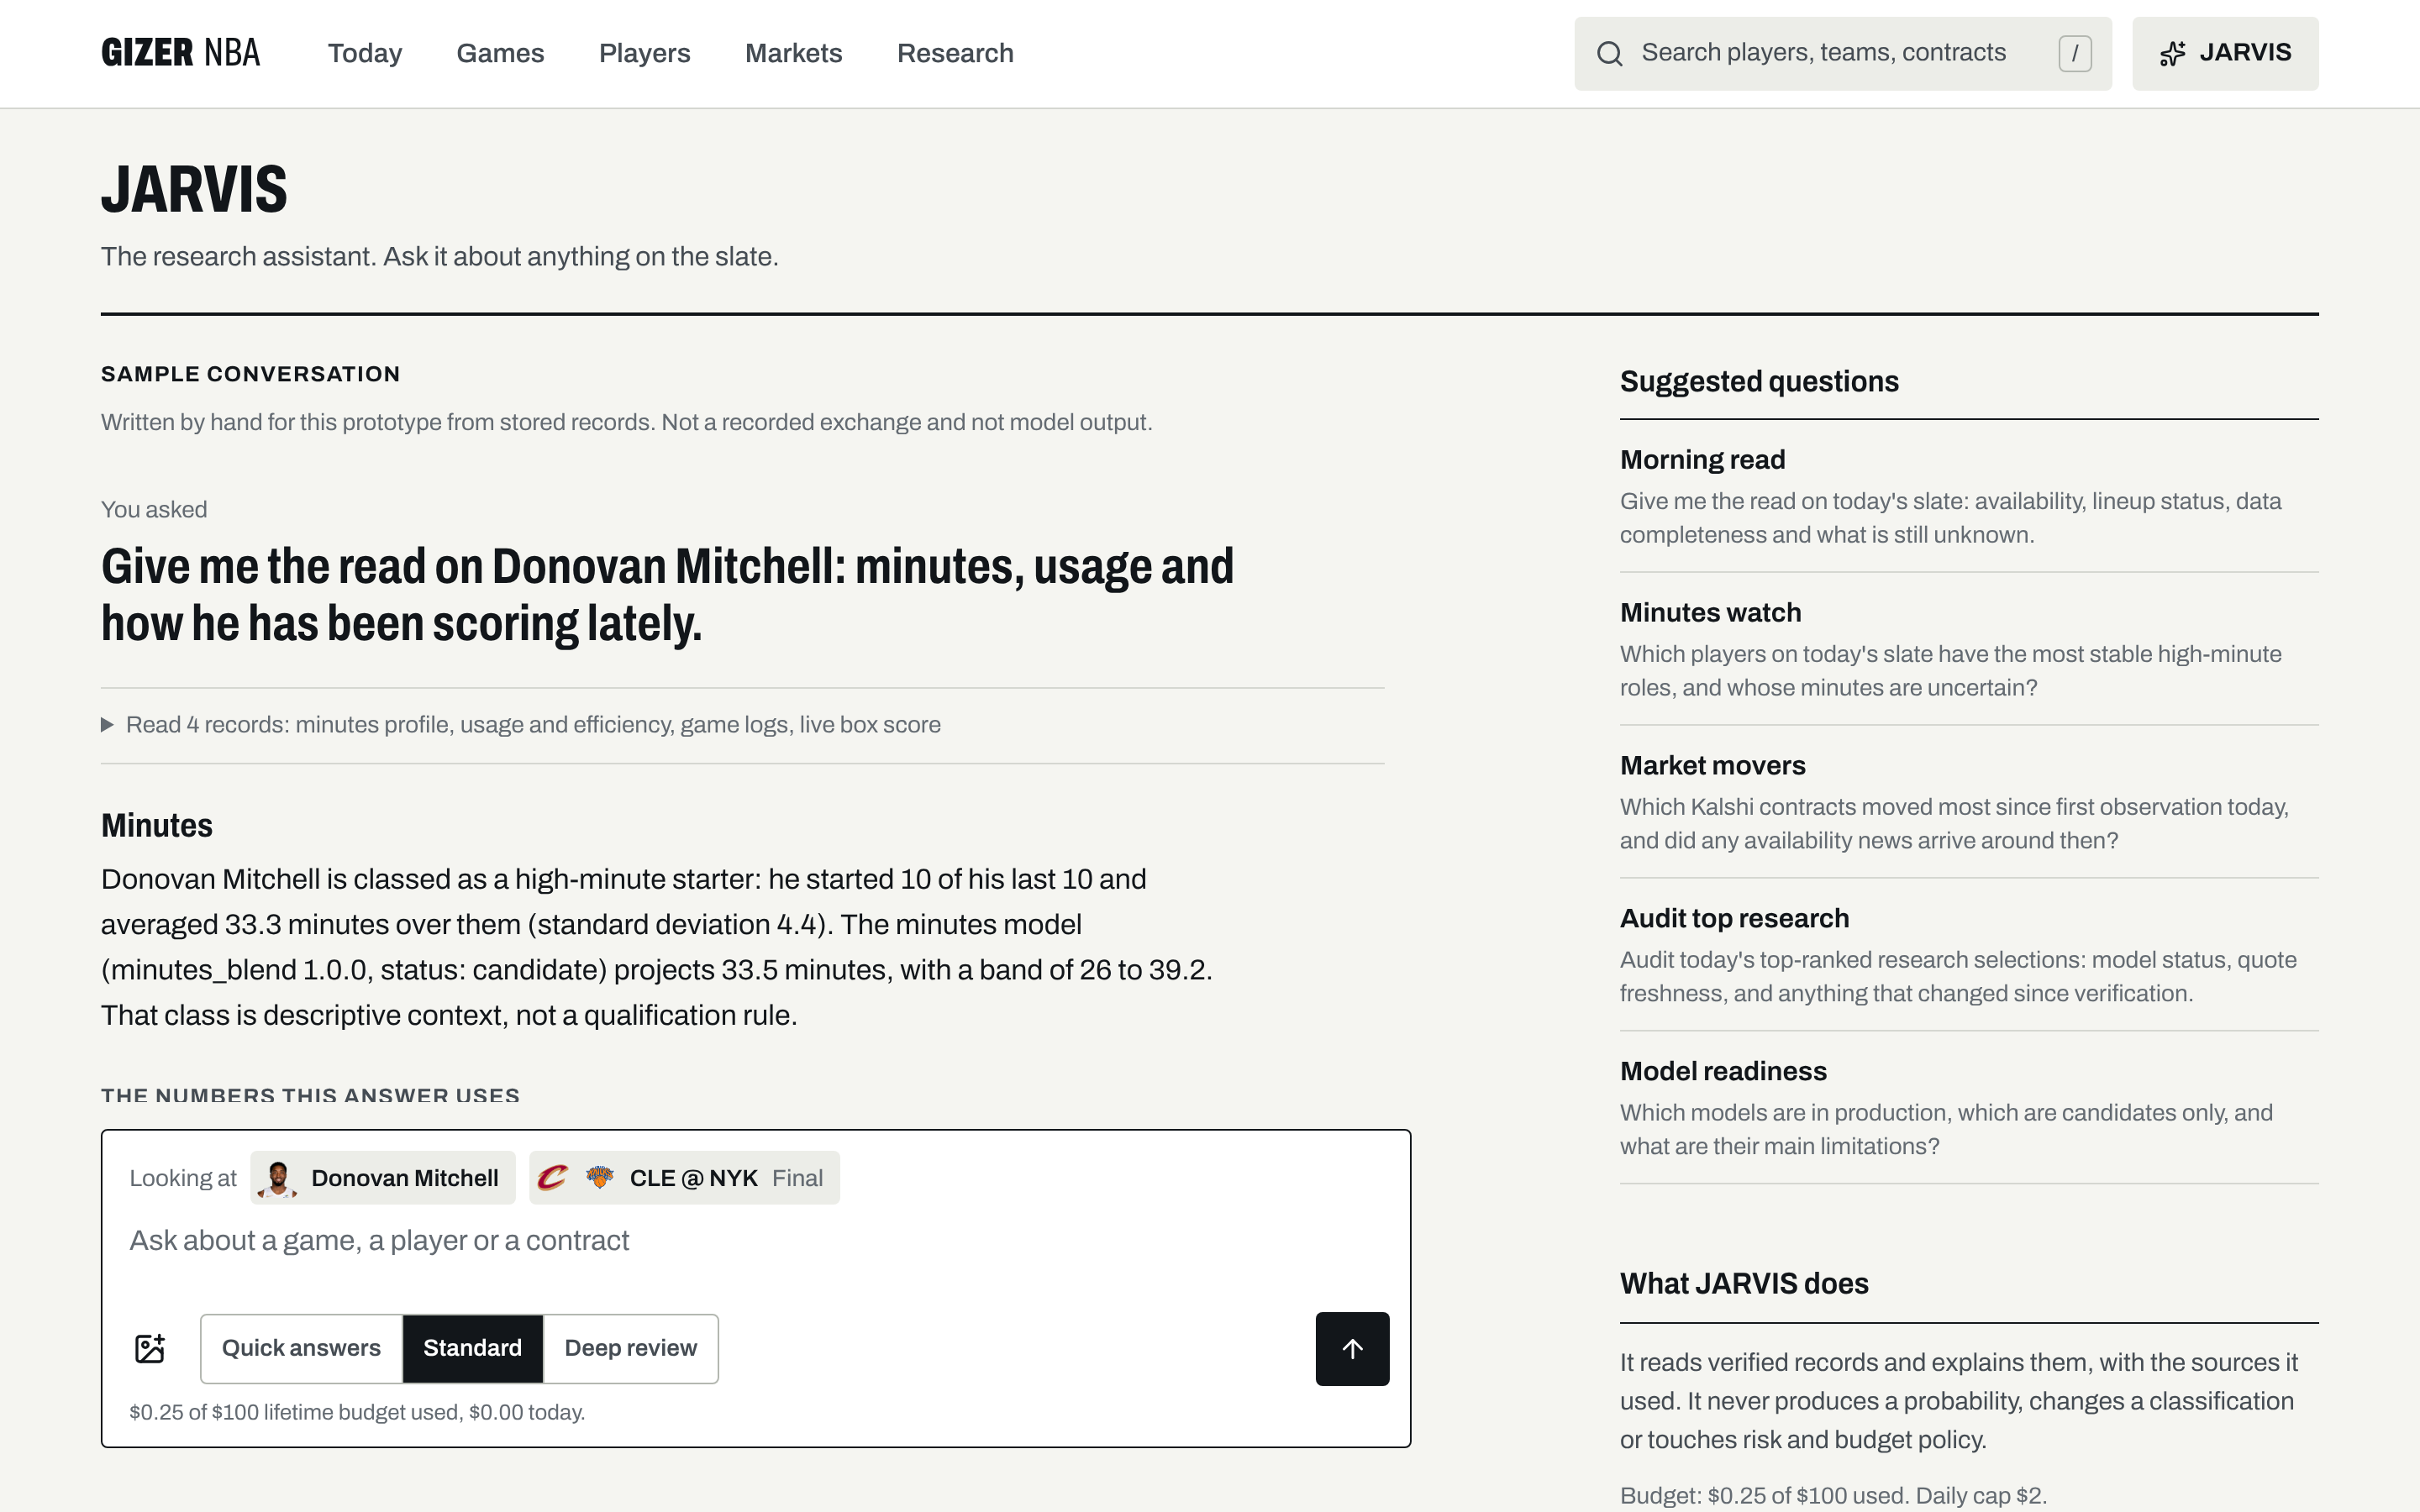 GIZER NBA
Today
Games
Players
Markets
Research
Search players, teams, contracts
/
JARVIS
JARVIS
The research assistant. Ask it about anything on the slate.
SAMPLE CONVERSATION
Written by hand for this prototype from stored records. Not a recorded exchange and not model output.
You asked
Give me the read on Donovan Mitchell: minutes, usage and
how he has been scoring lately.
Read 4 records: minutes profile, usage and efficiency, game logs, live box score
Minutes
Donovan Mitchell is classed as a high-minute starter: he started 10 of his last 10 and
averaged 33.3 minutes over them (standard deviation 4.4). The minutes model
(minutes_blend 1.0.0, status: candidate) projects 33.5 minutes, with a band of 26 to 39.2.
That class is descriptive context, not a qualification rule.
THE NUMBERS THIS ANSWER USES
Looking at
Donovan Mitchell
CLE @ NYK Final
Ask about a game, a player or a contract
Quick answers
Standard
Deep review
$0.25 of $100 lifetime budget used, $0.00 today.
Suggested questions
Morning read
Give me the read on today's slate: availability, lineup status, data
completeness and what is still unknown.
Minutes watch
Which players on today's slate have the most stable high-minute
roles, and whose minutes are uncertain?
Market movers
Which Kalshi contracts moved most since first observation today,
and did any availability news arrive around then?
Audit top research
Audit today's top-ranked research selections: model status, quote
freshness, and anything that changed since verification.
Model readiness
Which models are in production, which are candidates only, and
what are their main limitations?
What JARVIS does
It reads verified records and explains them, with the sources it
used. It never produces a probability, changes a classification
or touches risk and budget policy.
Budget: $0.25 of $100 used. Daily cap $2.